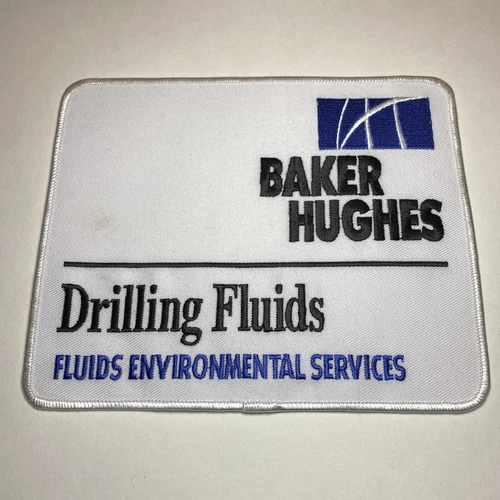 BAKER
HUGHES
Drilling Fluids
FLUIDS ENVIRONMENTAL SERVICES